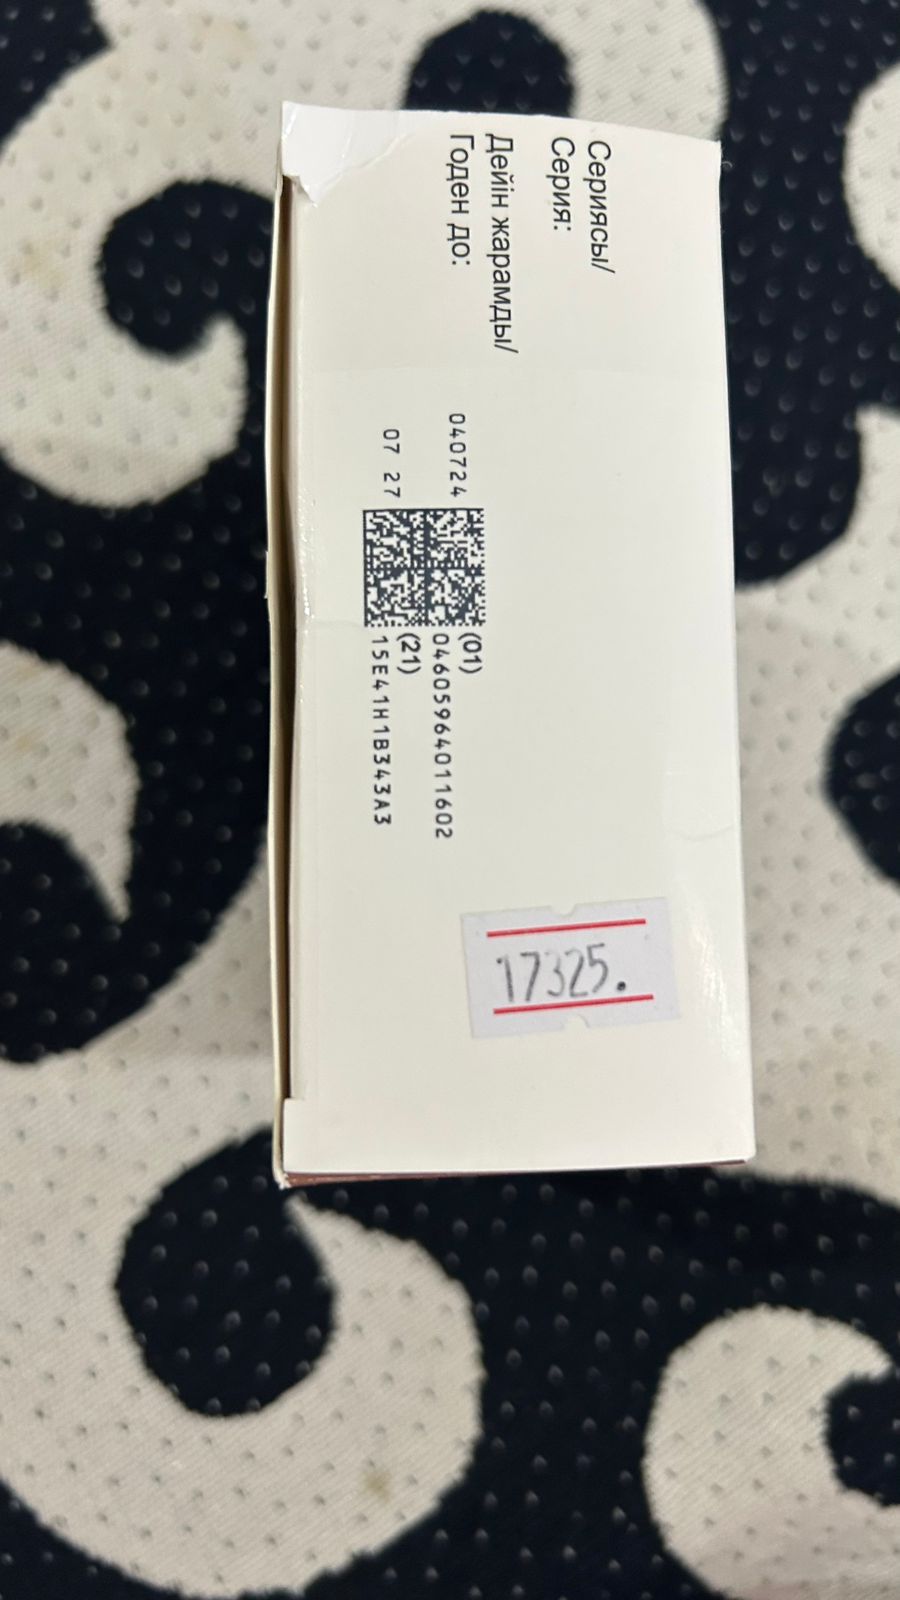 Сериясы/
Серия:
Дейін жарамды/
Годен до:
040724
07 27
(01)
04605964011602
(21)
15E41H1B343A3
17325.